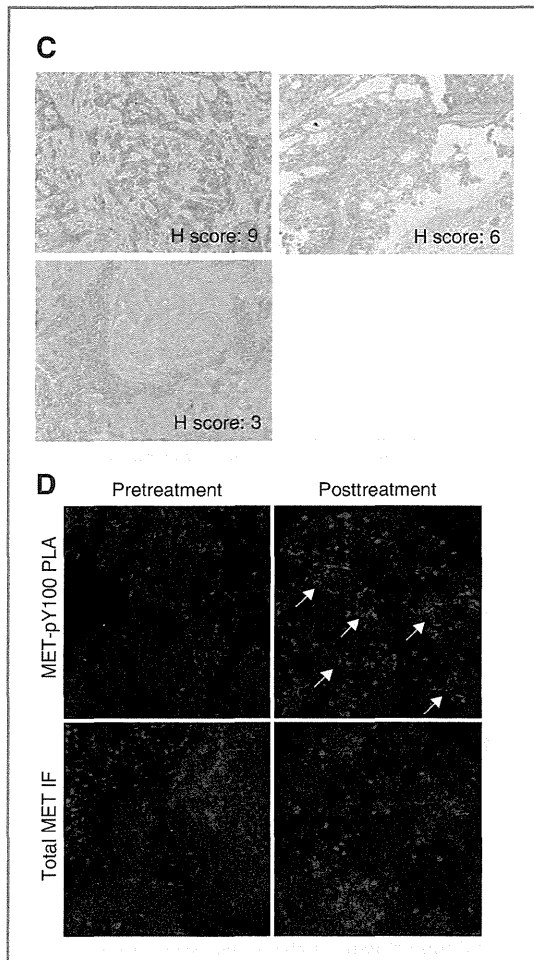 C
H score: 9
H score: 6
H score: 3
D
Pretreatment
Posttreatment
MET-pY100 PLA
Total MET IF